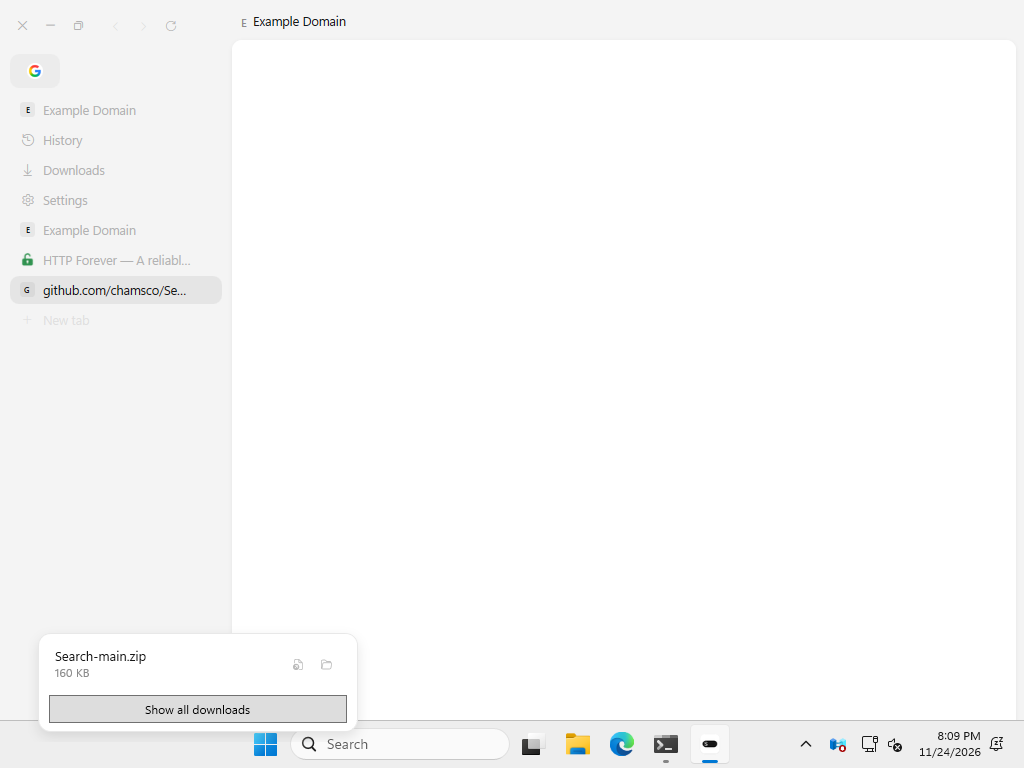 E Example Domain
E Example Domain
History
Downloads
Settings
E Example Domain
HTTP Forever — A reliabl...
G github.com/chamsco/Se...
New tab
Search-main.zip
160 KB
Show all downloads
Search
8:09 PM
11/24/2026